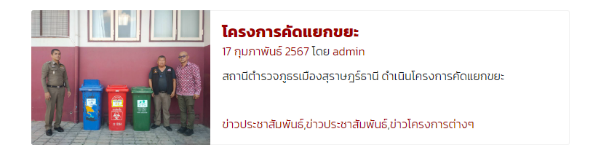 โครงการคัดแยกขยะ
17 กุมภาพันธ์ 2567 โดย admin
สถานีตำรวจภูธรเมืองสุราษฎร์ธานี ดำเนินโครงการคัดแยกขยะ
ข่าวประชาสัมพันธ์,ข่าวประชาสัมพันธ์,ข่าวโครงการต่างๆ